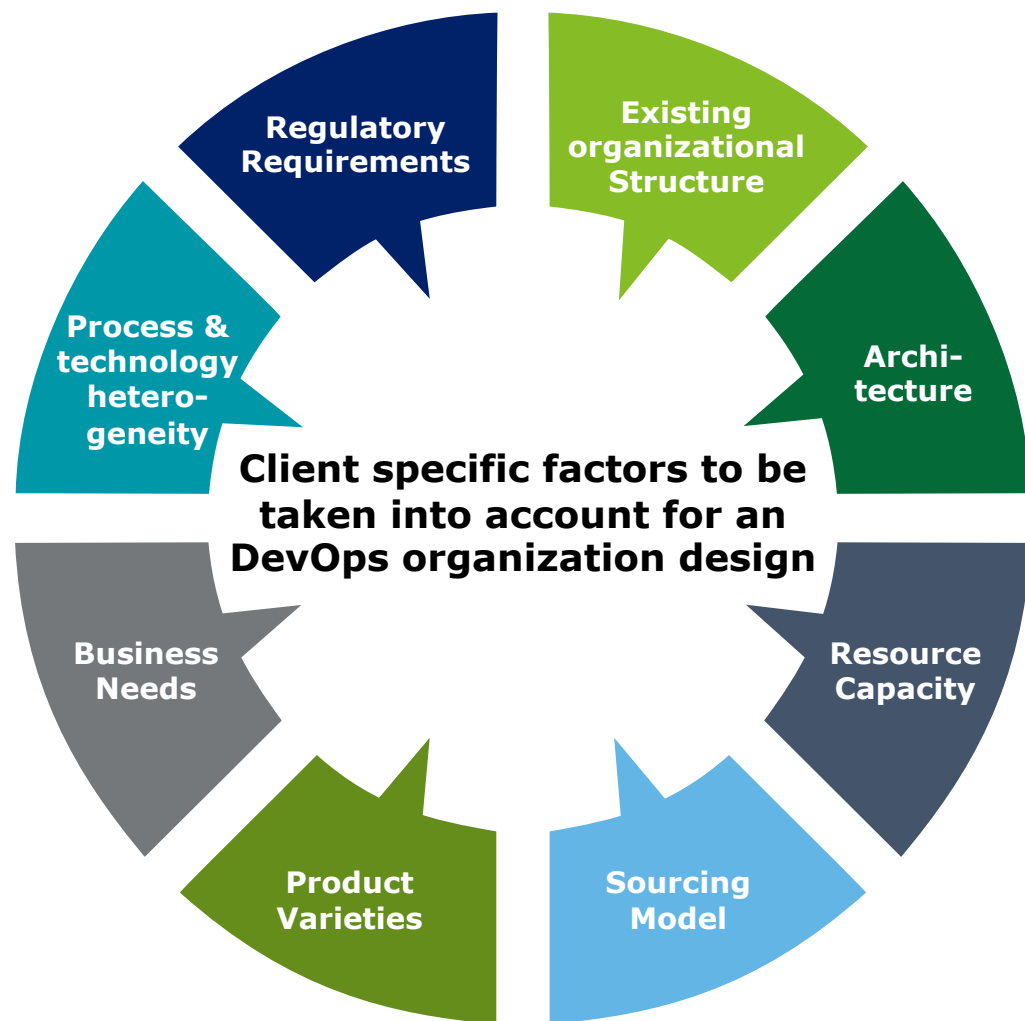 Regulatory
Requirements
Existing
organizational
Structure
Process &
technology
hetero-
geneity
Archi-
tecture
Client specific factors to be
taken into account for an
DevOps organization design
Business
Needs
Resource
Capacity
Product
Varieties
Sourcing
Model